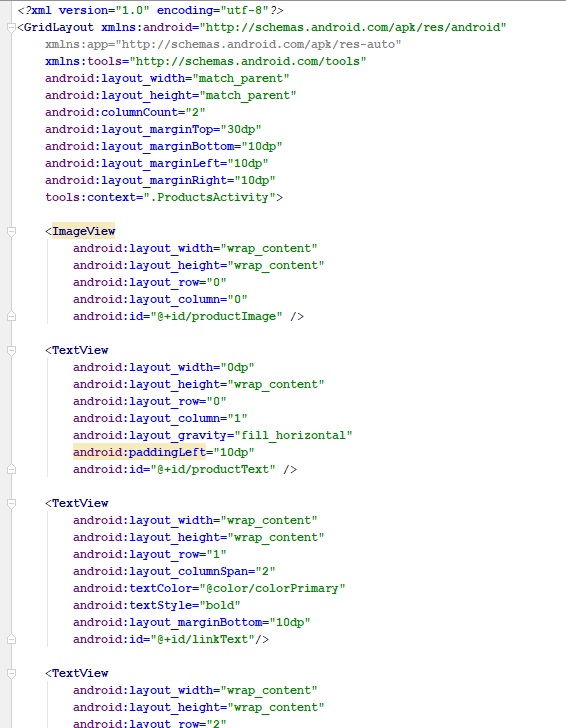 <?xml version="1.0" encoding="utf-8"?>
<GridLayout xmlns:android="http://schemas.android.com/apk/res/android"
xmlns:app="http://schemas.android.com/apk/res-auto"
xmlns:tools="http://schemas.android.com/tools"
android:layout_width="match_parent"
android:layout_height="match_parent"
android:columnCount="2"
android:layout_marginTop="30dp"
android:layout_marginBottom="10dp"
android:layout_marginLeft="10dp"
android:layout_marginRight="10dp"
tools:context=".ProductsActivity">
<ImageView
android:layout_width="wrap_content"
android:layout_height="wrap_content"
android:layout_row="0"
android:layout_column="0"
android:id="@+id/productImage" />
<TextView
android:layout_width="0dp"
android:layout_height="wrap_content"
android:layout_row="0"
android:layout_column="1"
android:layout_gravity="fill_horizontal"
android:paddingLeft="10dp"
android:id="@+id/productText" />
<TextView
android:layout_width="wrap_content"
android:layout_height="wrap_content"
android:layout_row="1"
android:layout_columnSpan="2"
android:textColor="@color/colorPrimary"
android:textStyle="bold"
android:layout_marginBottom="10dp"
android:id="@+id/linkText"/>
<TextView
android:layout_width="wrap_content"
android:layout_height="wrap_content"
android:layout_row="2"